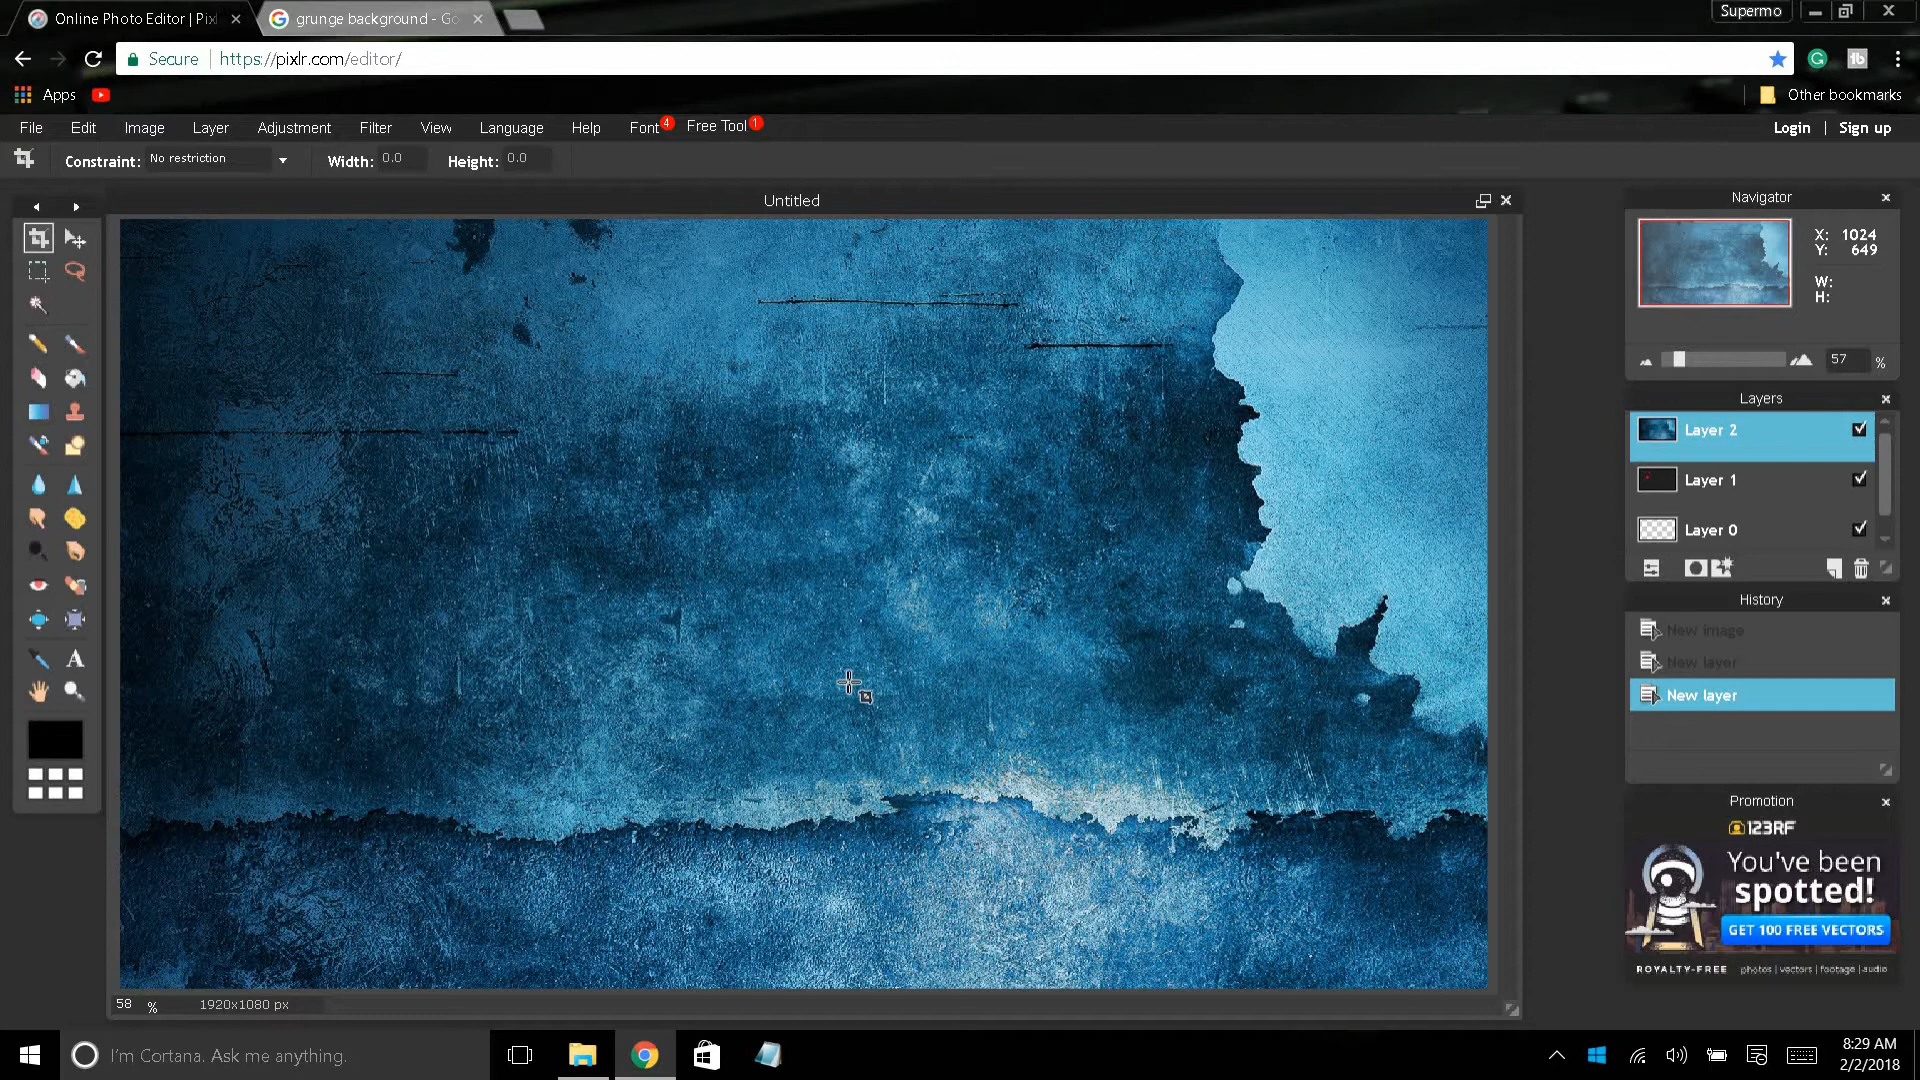 Online Photo Editor | Pixl
grunge background - Go
Supermo
Secure
https://pixlr.com/editor/
Apps
Other bookmarks
File Edit Image Layer Adjustment Filter View Language Help Font 4 Free Tool 1
Login | Sign up
Constraint: No restriction Width: 0.0 Height: 0.0
Untitled
Navigator
X: 1024
Y: 649
W:
H:
57 %
Layers
Layer 2
Layer 1
Layer 0
History
New image
New layer
New layer
Promotion
123RF
You've been
spotted!
GET 100 FREE VECTORS
ROYALTY-FREE photos | vectors | footage | audio
58 % 1920x1080 px
I'm Cortana. Ask me anything.
8:29 AM
2/2/2018